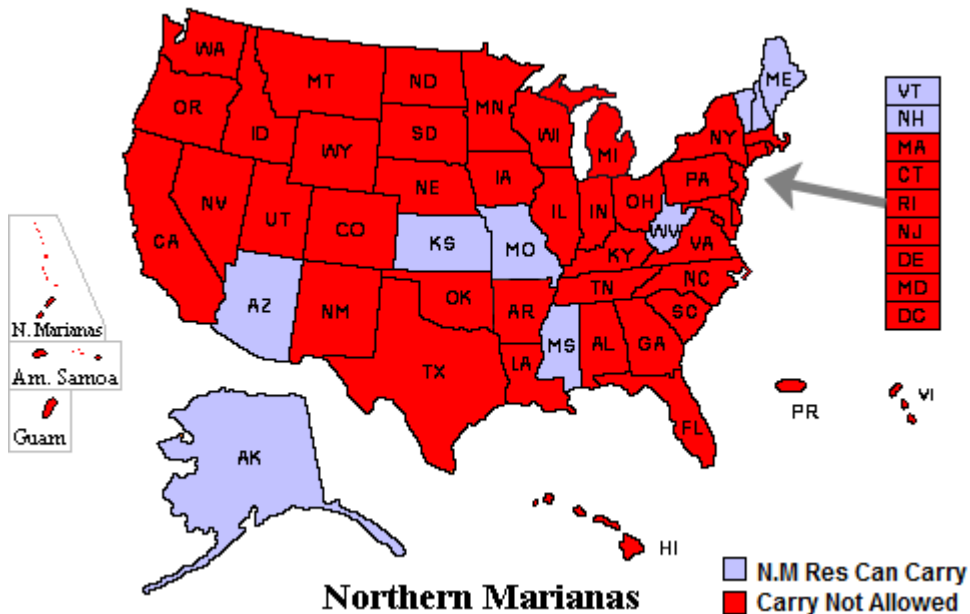 WA
MT
ND
MN
ME
VT
OR
NH
ID
SD
WI
NY
MA
WY
MI
CT
PA
IA
NE
RI
OH
NV
IL
IN
UT
NJ
CO
WV
CA
KS
MO
VA
DE
KY
NC
MD
TN
OK
AZ
NM
AR
SC
DC
N. Marianas
MS
AL
GA
LA
TX
Am. Samoa
VI
PR
FL
Guam
AK
HI
N.M Res Can Carry
Northern Marianas
Carry Not Allowed